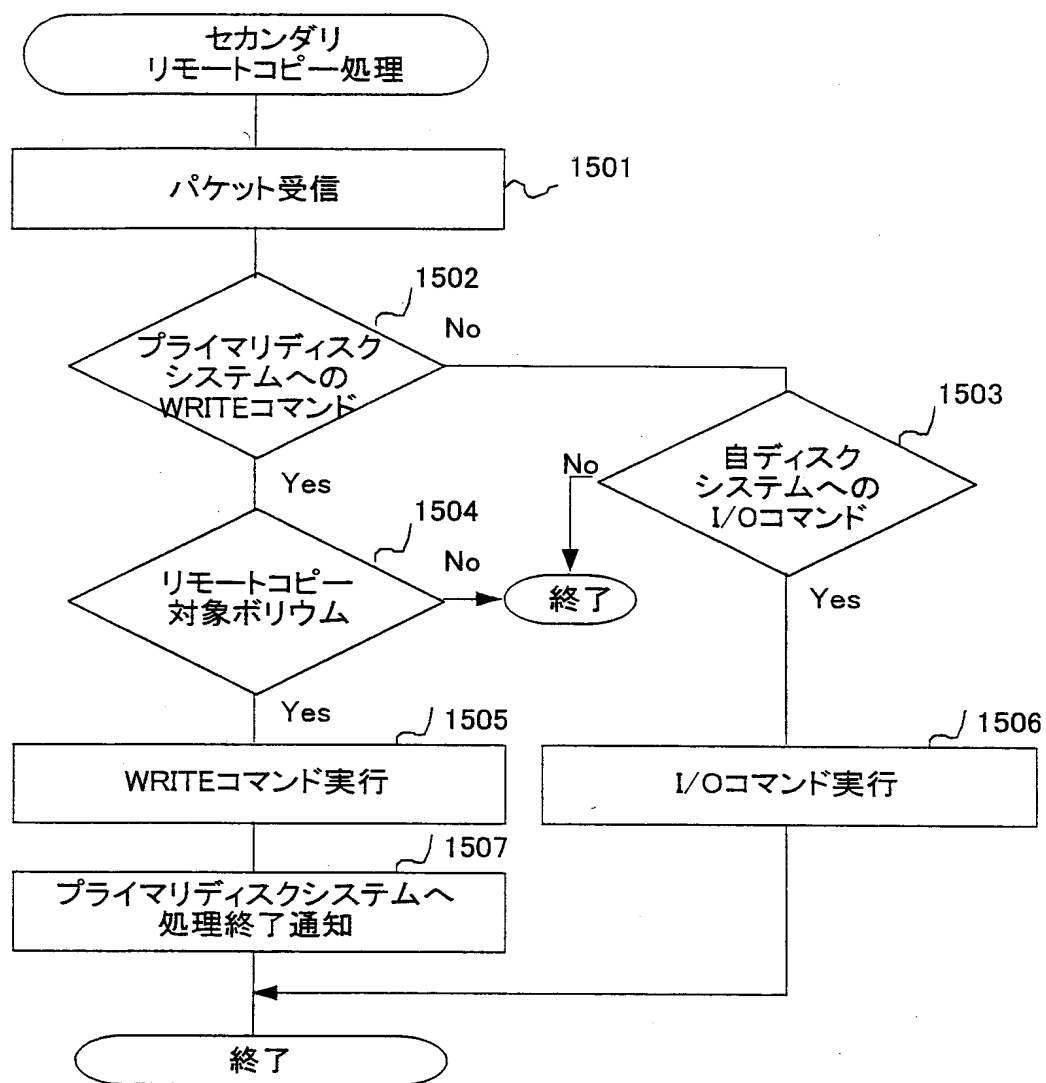 セカンダリ
リモートコピー処理
パケット受信
1501
1502
No
プライマリディスク
システムへの
WRITEコマンド
Yes
1503
No
自ディスク
システムへの
I/Oコマンド
Yes
1504
No
リモートコピー
対象ボリウム
Yes
終了
1505
WRITEコマンド実行
1506
I/Oコマンド実行
1507
プライマリディスクシステムへ
処理終了通知
終了